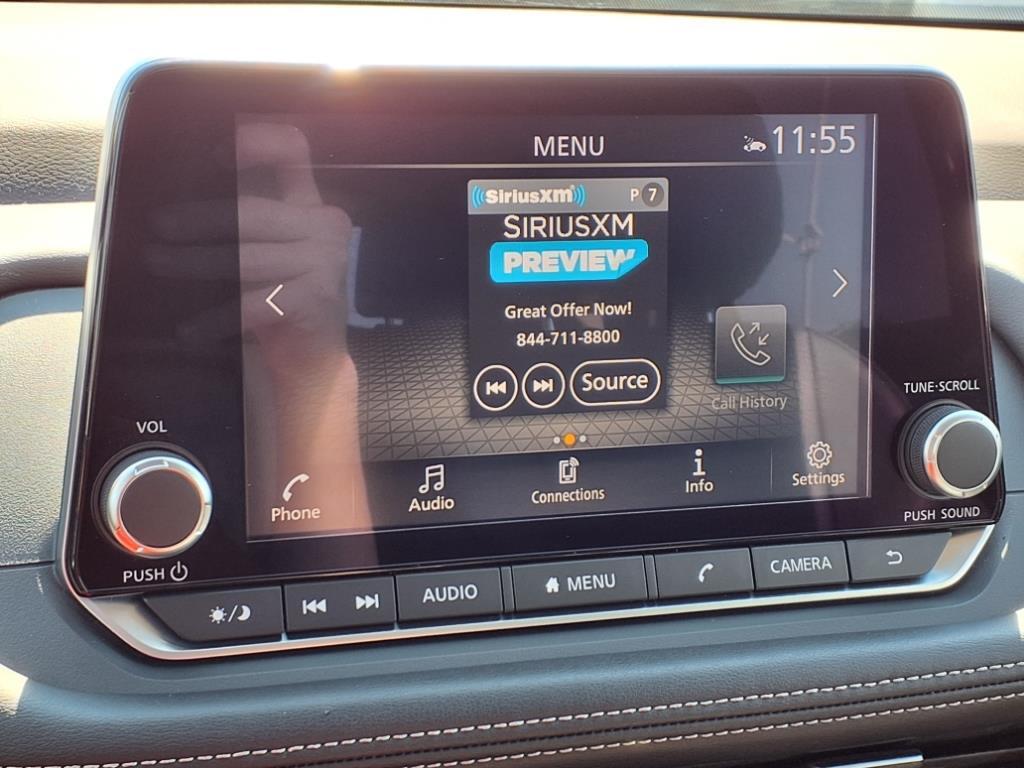 MENU
11:55
SiriusXM
P 7
SIRIUSXM
PREVIEW
Great Offer Now!
844-711-8800
Source
Call History
Phone
Audio
Connections
Info
Settings
VOL
PUSH
TUNE·SCROLL
PUSH SOUND
AUDIO
MENU
CAMERA